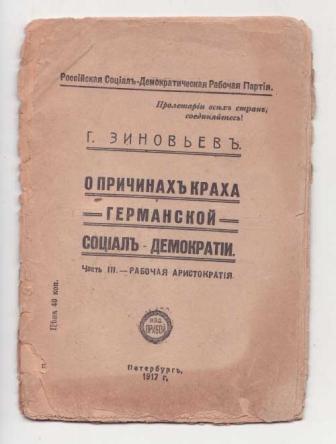 Россійская Соціалъ-Демократическая Рабочая Партія.
Пролетаріи всѣхъ странъ,
соединяйтесь!
Г. ЗИНОВЬЕВЪ.
О ПРИЧИНАХЪ КРАХА
— ГЕРМАНСКОЙ —
СОЦІАЛЪ - ДЕМОКРАТІИ.
Часть III. — РАБОЧАЯ АРИСТОКРАТІЯ.
Цѣна 40 коп.
ПРИБОЙ
Петербургъ.
1917 г.